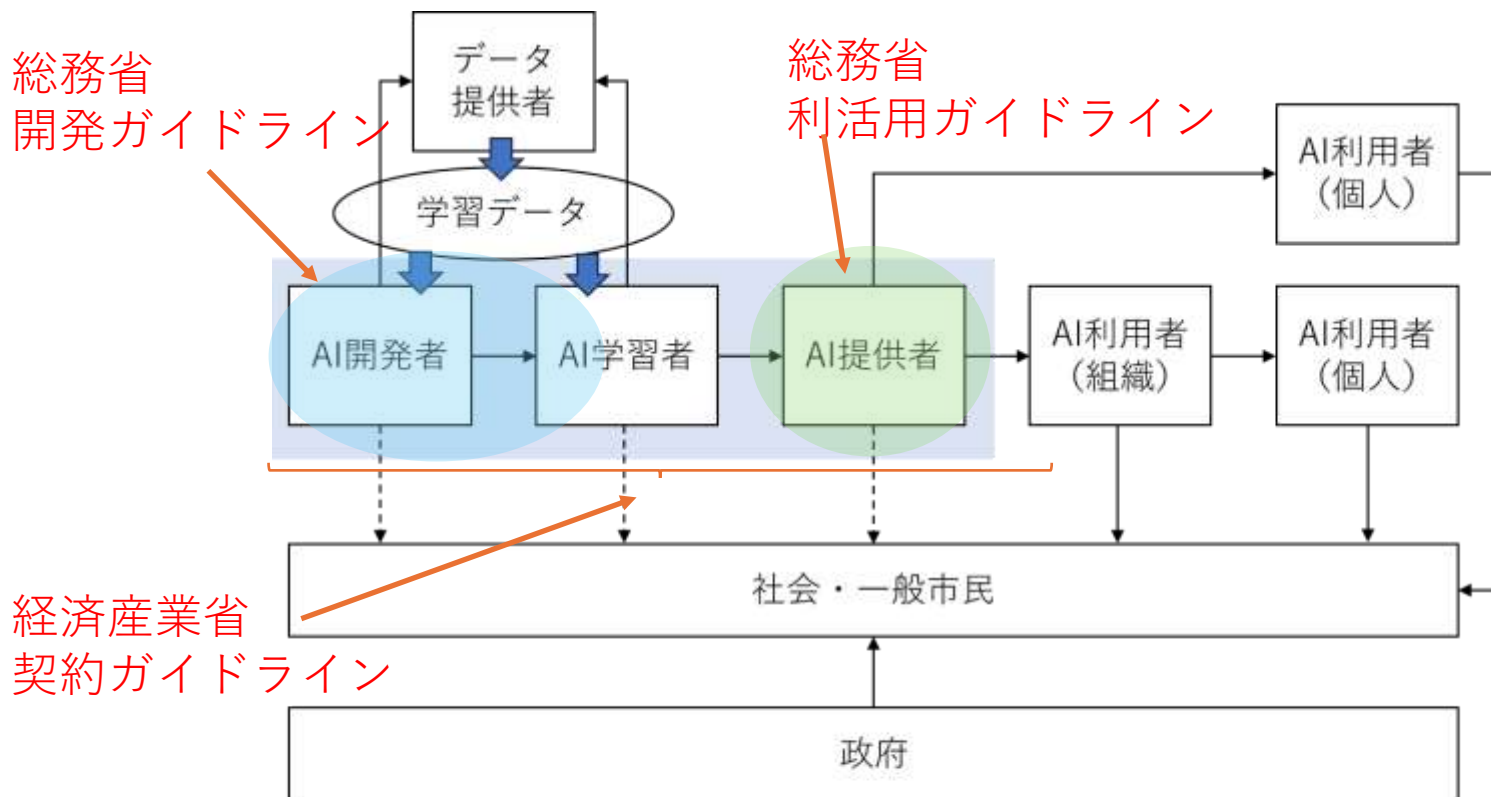 総務省
開発ガイドライン
データ
提供者
総務省
利活用ガイドライン
AI利用者
(個人)
学習データ
AI開発者
AI学習者
AI提供者
AI利用者
(組織)
AI利用者
(個人)
社会・一般市民
経済産業省
契約ガイドライン
政府